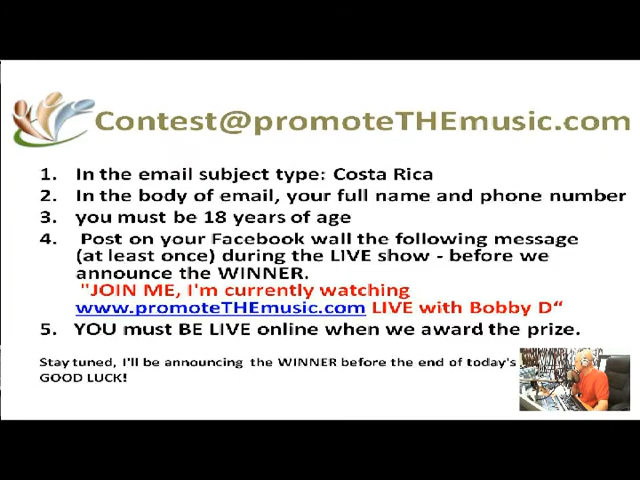 Contest@promoteTHEmusic.com
1. In the email subject type: Costa Rica
2. In the body of email, your full name and phone number
3. you must be 18 years of age
4. Post on your Facebook wall the following message
(at least once) during the LIVE show - before we
announce the WINNER.
"JOIN ME, I'm currently watching
www.promoteTHEmusic.com LIVE with Bobby D“
5. YOU must BE LIVE online when we award the prize.
Stay tuned, I'll be announcing the WINNER before the end of today's
GOOD LUCK!